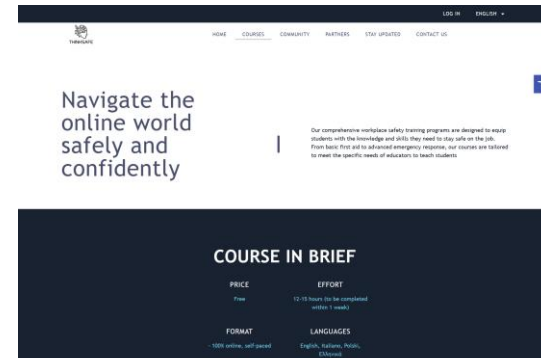 LOG IN ENGLISH
THINKGATE
HOME COURSES COMMUNITY PARTNERS STAY UPDATED CONTACT US
Navigate the
online world
safely and
confidently
Our comprehensive workplace safety training programs are designed to equip
students with the knowledge and skills they need to stay safe on the job.
From basic first aid to advanced emergency response, our courses are tailored
to meet the specific needs of educators to teach students
COURSE IN BRIEF
PRICE EFFORT
Free 12-15 hours (to be completed
within 1 week)
FORMAT LANGUAGES
- 100% online, self-paced English, Italiano, Polski,
Ελληνικά